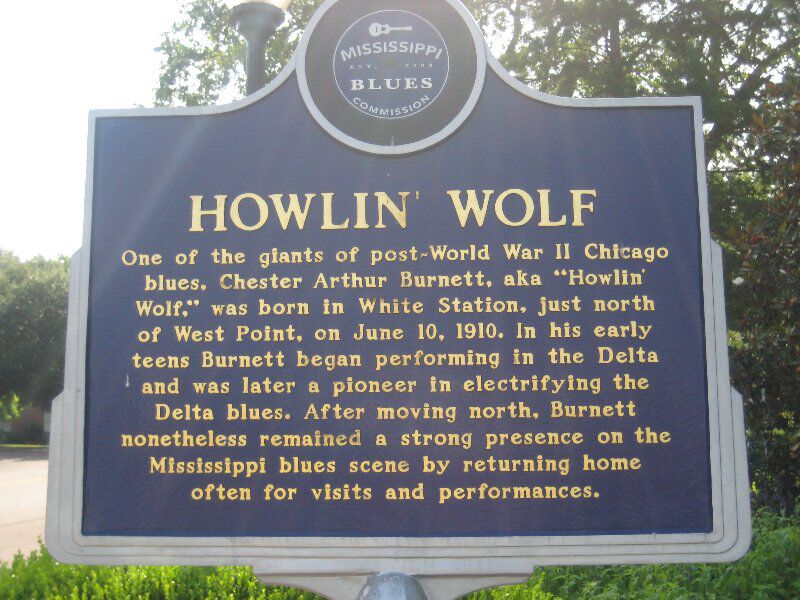 MISSISSIPPI
BLUES
COMMISSION
HOWLIN' WOLF
One of the giants of post-World War II Chicago
blues, Chester Arthur Burnett, aka "Howlin'
Wolf," was born in White Station, just north
of West Point, on June 10, 1910. In his early
teens Burnett began performing in the Delta
and was later a pioneer in electrifying the
Delta blues. After moving north, Burnett
nonetheless remained a strong presence on the
Mississippi blues scene by returning home
often for visits and performances.